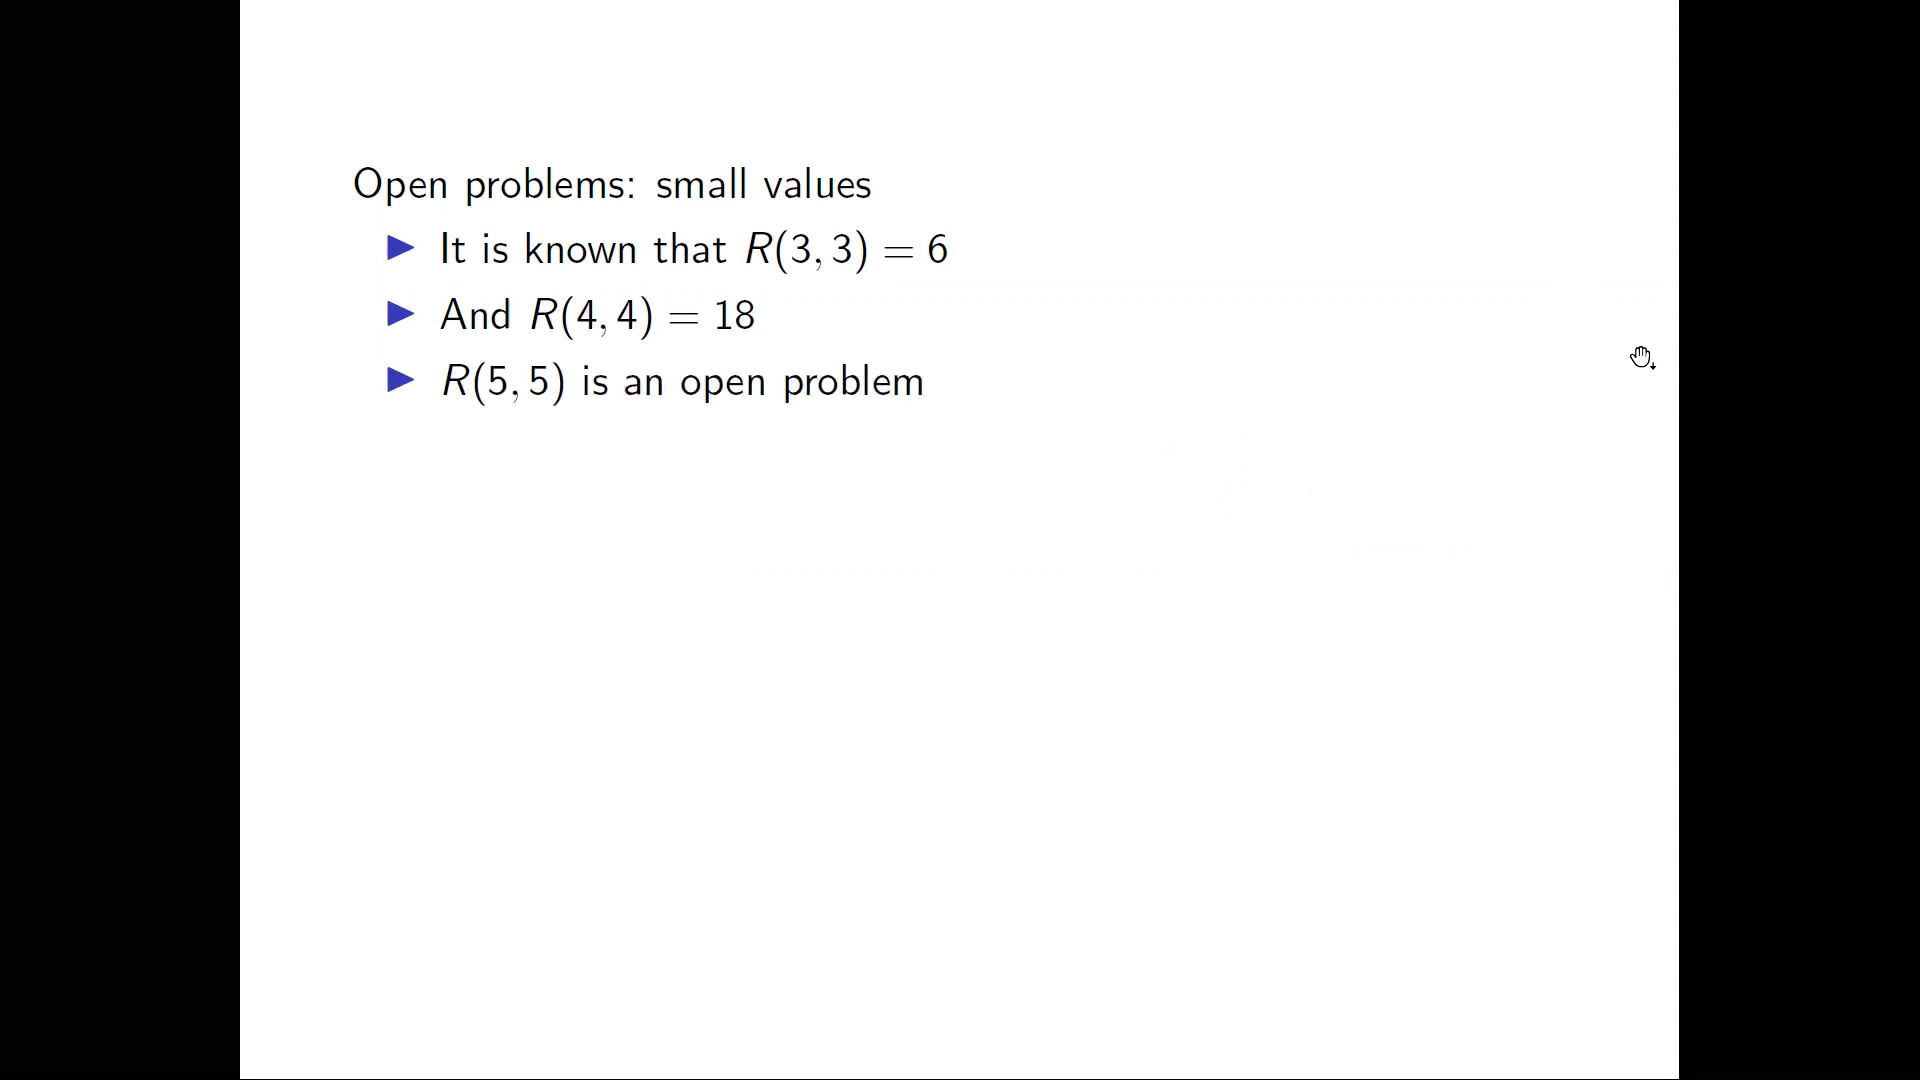 Open problems: small values
▶ It is known that R(3, 3) = 6
▶ And R(4, 4) = 18
▶ R(5, 5) is an open problem